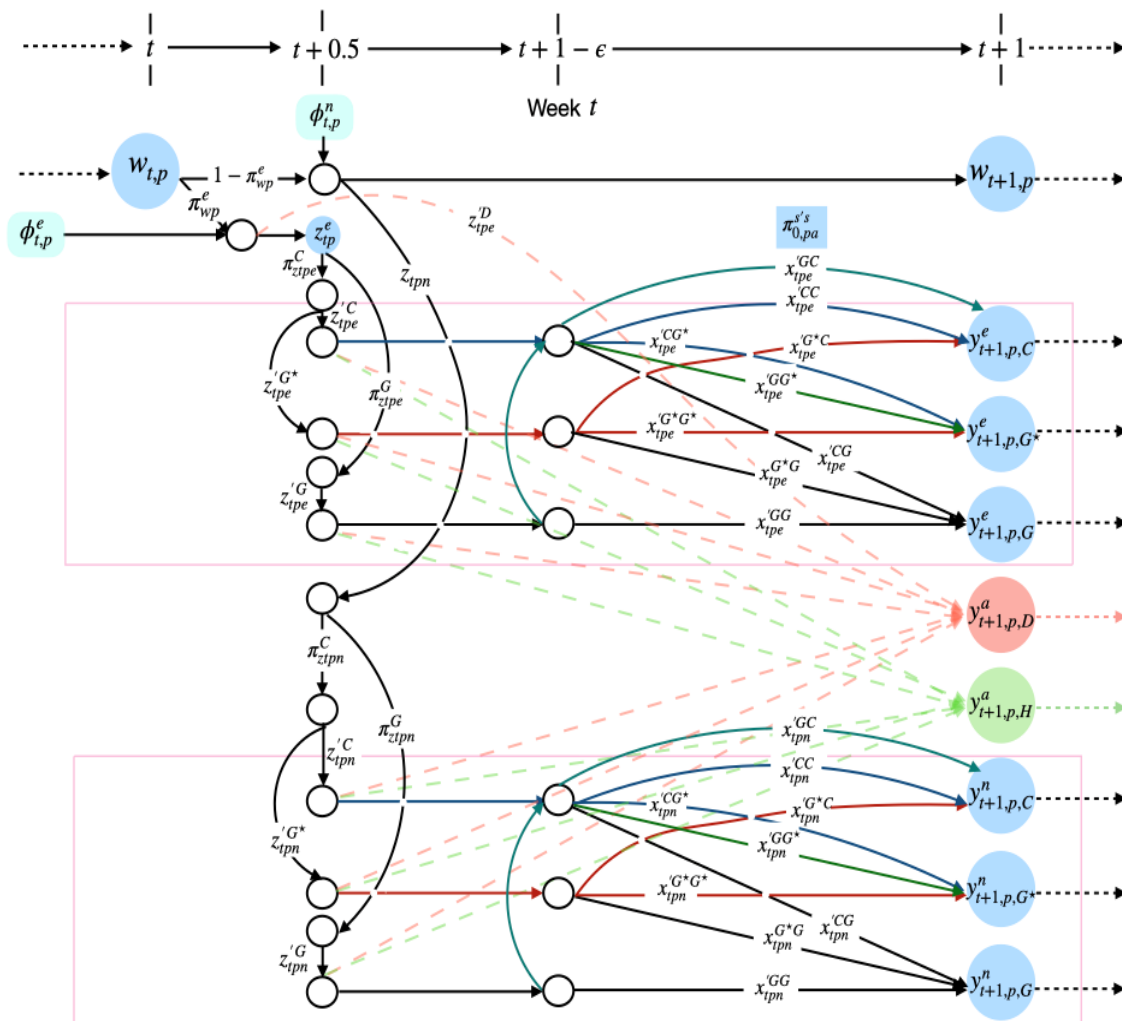 t t + 0.5 t + 1 − ϵ t + 1
Week t
ϕ^n_{t,p}
w_{t,p} 1 − π^e_{wp} w_{t+1,p}
π^e_{wp}
z'^D_{tpe} π^{s's}_{0,pa}
ϕ^e_{t,p} z^e_{tp}
z_{tpn}
π^C_{ztpe} x'^{GC}_{tpe}
x'^{CC}_{tpe}
z'^C_{tpe}
x'^{CG⋆}_{tpe} x'^{G⋆C}_{tpe} y^e_{t+1,p,C}
x'^{GG⋆}_{tpe}
z'^{G⋆}_{tpe} π^G_{ztpe}
x'^{G⋆G⋆}_{tpe} y^e_{t+1,p,G⋆}
x'^{CG}_{tpe}
x^{G⋆G}_{tpe}
z'^G_{tpe}
x'^{GG}_{tpe} y^e_{t+1,p,G}
y^a_{t+1,p,D}
π^C_{ztpn}
y^a_{t+1,p,H}
π^G_{ztpn}
x'^{GC}_{tpn}
z'^C_{tpn} x'^{CC}_{tpn}
x'^{CG⋆}_{tpn} x'^{G⋆C}_{tpn} y^n_{t+1,p,C}
z'^{G⋆}_{tpn} x'^{GG⋆}_{tpn}
x'^{G⋆G⋆}_{tpn} y^n_{t+1,p,G⋆}
x'^{CG}_{tpn}
x^{G⋆G}_{tpn}
z'^G_{tpn}
x'^{GG}_{tpn} y^n_{t+1,p,G}